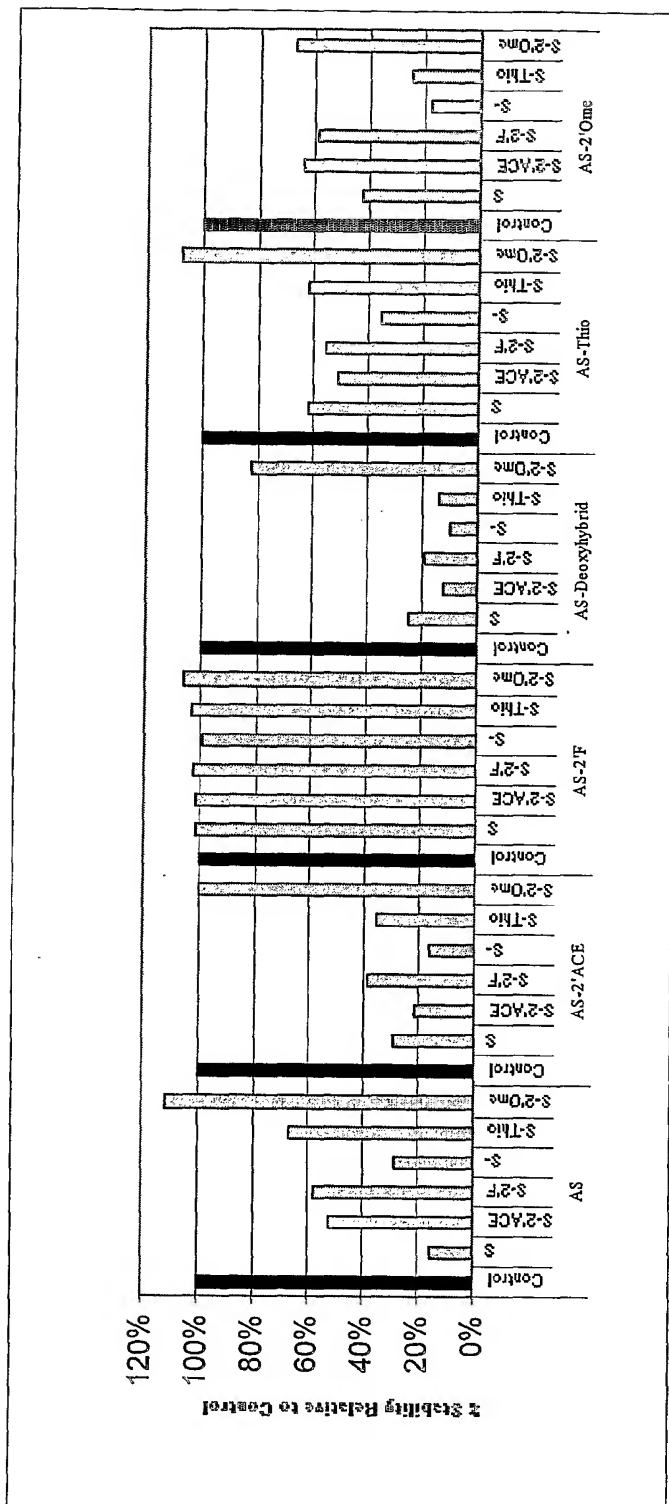 % Stability Relative to Control
120%
100%
80%
60%
40%
20%
0%
Control
S
S-2'ACE
S-2'F
S-
S-Thio
S-2'Ome
AS
Control
S
S-2'ACE
S-2'F
S-
S-Thio
S-2'Ome
AS-2'ACE
Control
S
S-2'ACE
S-2'F
S-
S-Thio
S-2'Ome
AS-2'F
Control
S
S-2'ACE
S-2'F
S-
S-Thio
S-2'Ome
AS-Deoxyhybrid
Control
S
S-2'ACE
S-2'F
S-
S-Thio
S-2'Ome
AS-Thio
Control
S
S-2'ACE
S-2'F
S-
S-Thio
S-2'Ome
AS-2'Ome